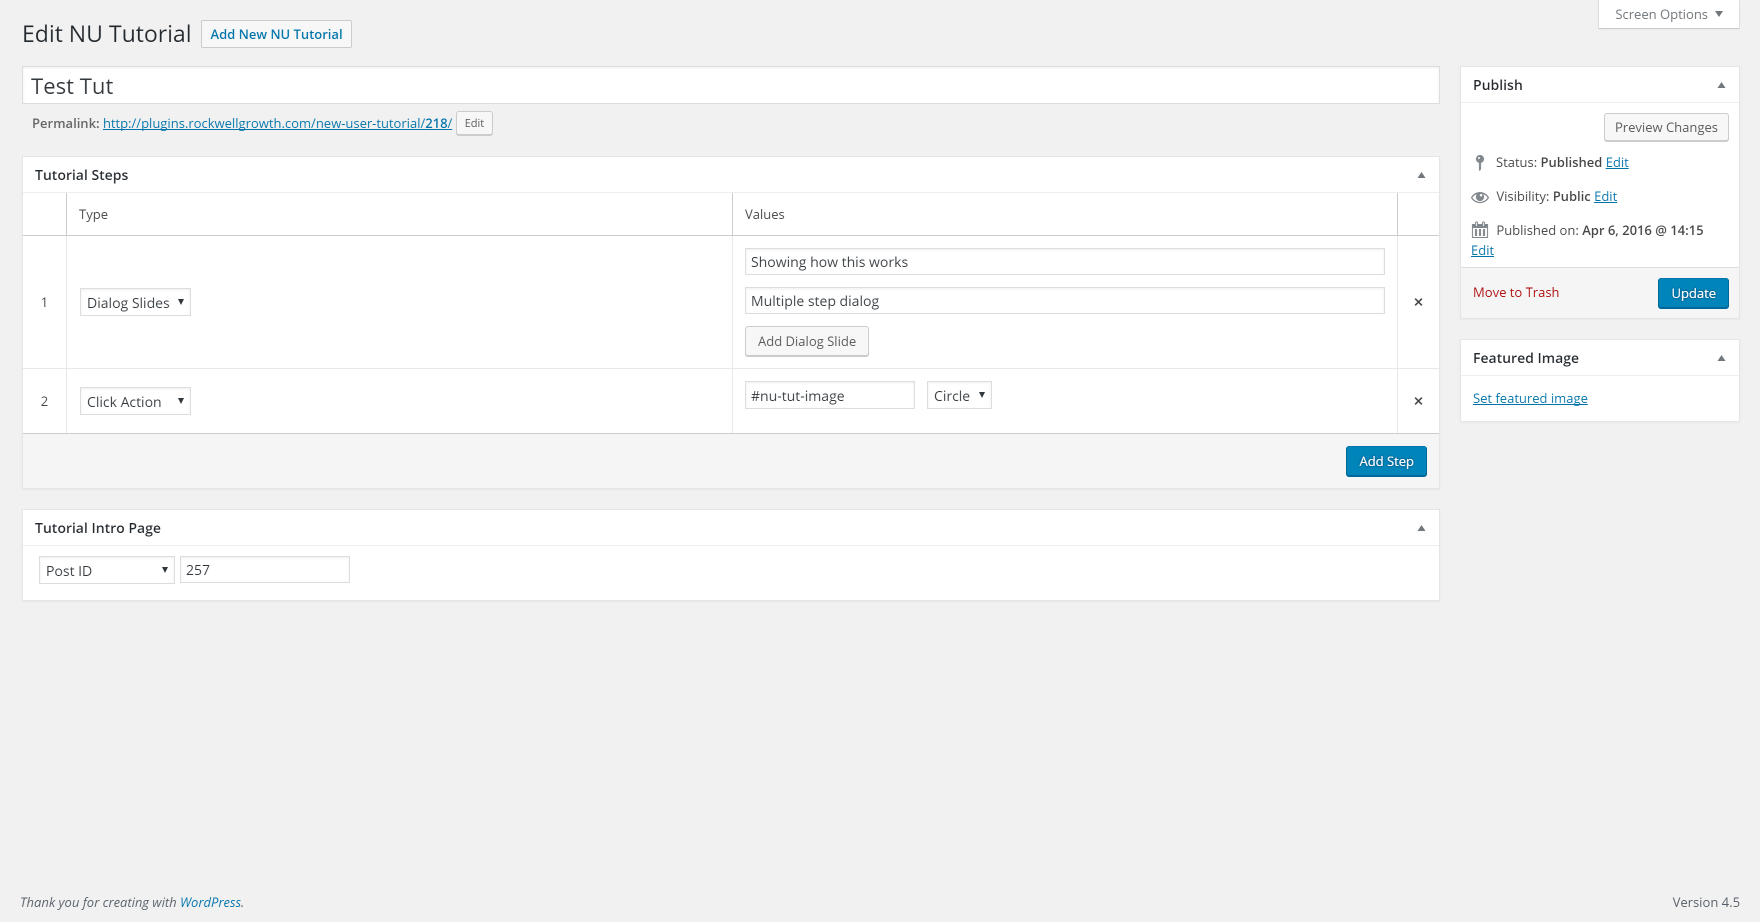 Screen Options
Edit NU Tutorial Add New NU Tutorial
Test Tut
Permalink: http://plugins.rockwellgrowth.com/new-user-tutorial/218/ Edit
Tutorial Steps
Type Values
1 Dialog Slides Showing how this works
Multiple step dialog
Add Dialog Slide
2 Click Action #nu-tut-image Circle
Add Step
Tutorial Intro Page
Post ID 257
Publish
Preview Changes
Status: Published Edit
Visibility: Public Edit
Published on: Apr 6, 2016 @ 14:15
Edit
Move to Trash Update
Featured Image
Set featured image
Thank you for creating with WordPress. Version 4.5